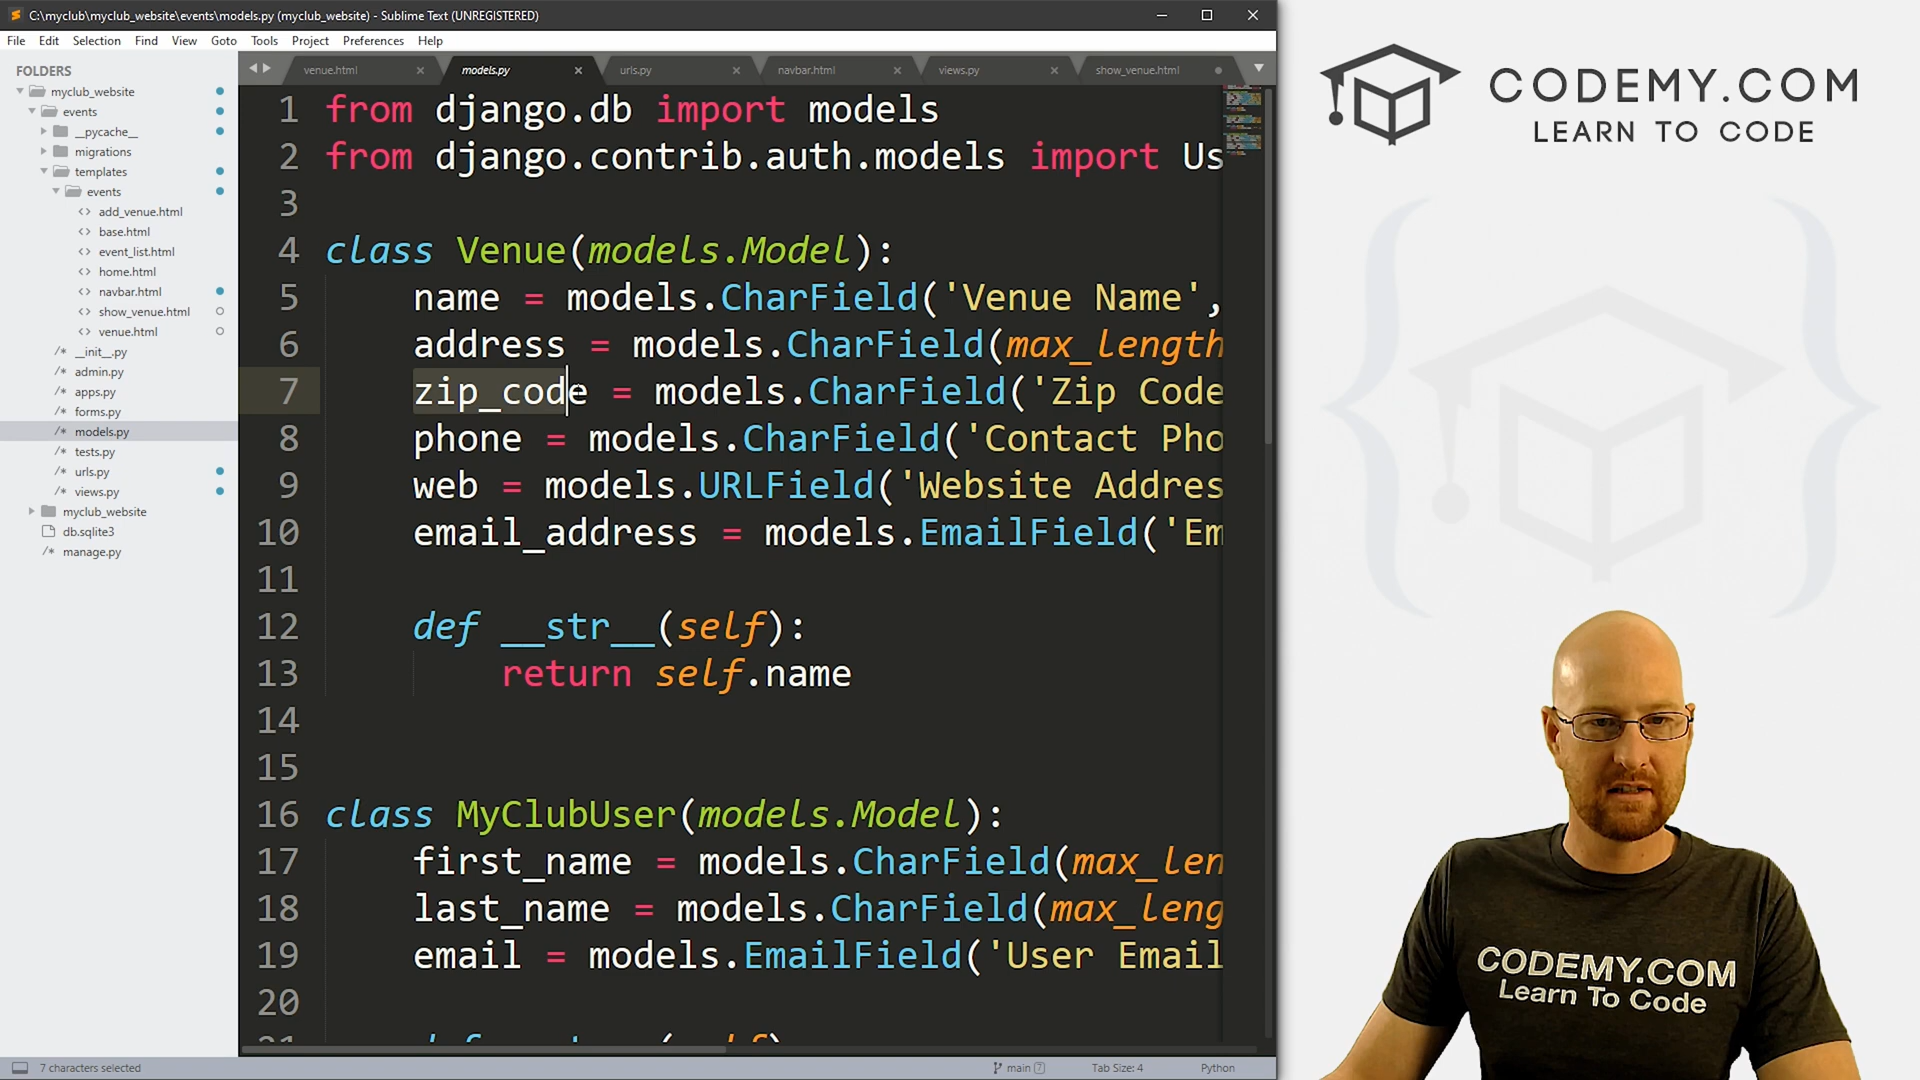 C:\myclub\myclub_website\events\models.py (myclub_website) - Sublime Text (UNREGISTERED)
File Edit Selection Find View Goto Tools Project Preferences Help
FOLDERS
myclub_website
events
__pycache__
migrations
templates
events
add_venue.html
base.html
event_list.html
home.html
navbar.html
show_venue.html
venue.html
__init__.py
admin.py
apps.py
forms.py
models.py
tests.py
urls.py
views.py
myclub_website
db.sqlite3
manage.py
venue.html models.py urls.py navbar.html views.py show_venue.html
1 from django.db import models
2 from django.contrib.auth.models import Us
3
4 class Venue(models.Model):
5 name = models.CharField('Venue Name',
6 address = models.CharField(max_length
7 zip_code = models.CharField('Zip Code
8 phone = models.CharField('Contact Pho
9 web = models.URLField('Website Addres
10 email_address = models.EmailField('Em
11
12 def __str__(self):
13 return self.name
14
15
16 class MyClubUser(models.Model):
17 first_name = models.CharField(max_len
18 last_name = models.CharField(max_leng
19 email = models.EmailField('User Email
20
7 characters selected
main 7
Tab Size: 4
Python
CODEMY.COM
LEARN TO CODE
CODEMY.COM
Learn To Code